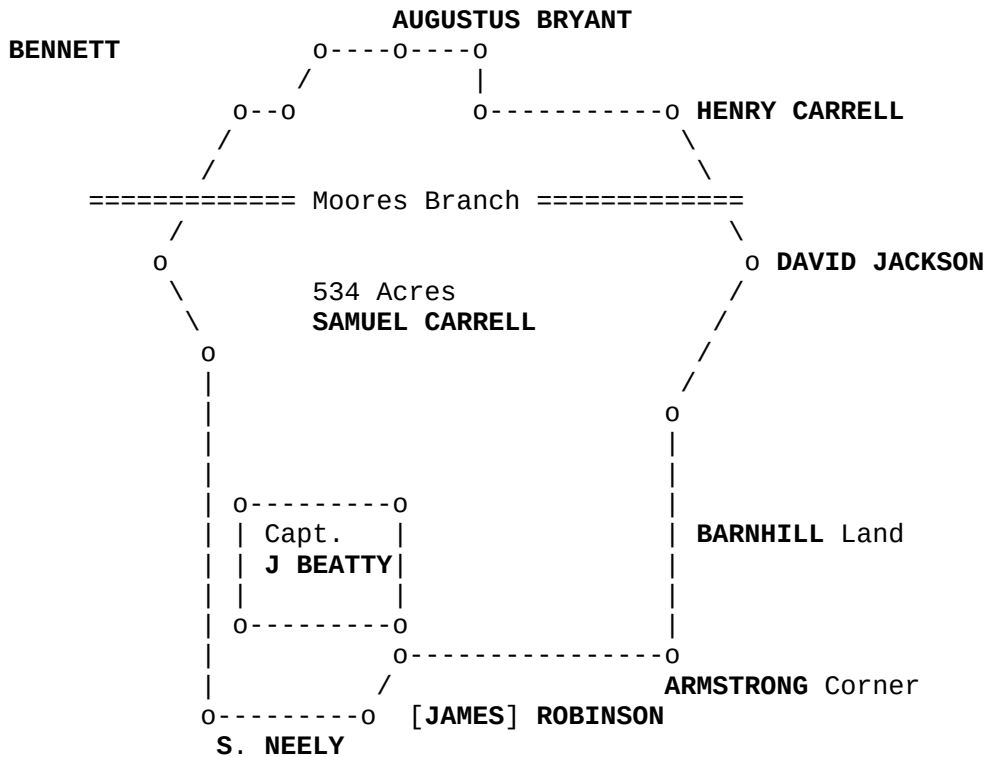 AUGUSTUS BRYANT
BENNETT
HENRY CARRELL
Moores Branch
DAVID JACKSON
534 Acres
SAMUEL CARRELL
Capt.
J BEATTY
BARNHILL Land
ARMSTRONG Corner
[JAMES] ROBINSON
S. NEELY